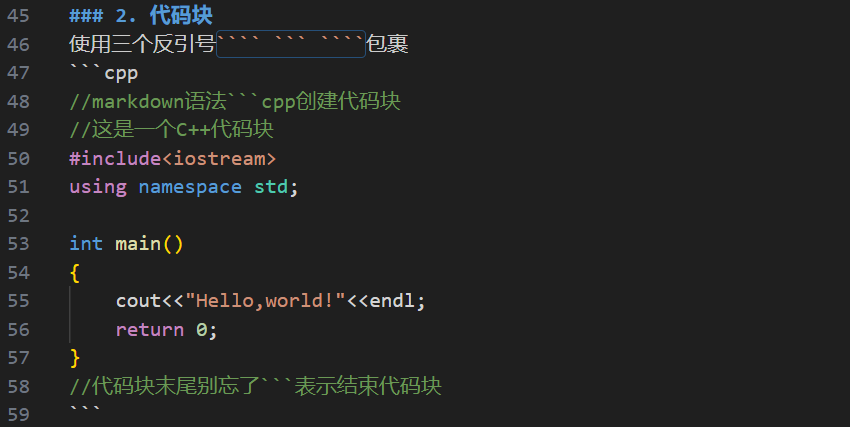 45 ### 2. 代码块
46 使用三个反引号```` ``` ````包裹
47 ```cpp
48 //markdown语法```cpp创建代码块
49 //这是一个C++代码块
50 #include<iostream>
51 using namespace std;
52
53 int main()
54 {
55     cout<<"Hello,world!"<<endl;
56     return 0;
57 }
58 //代码块末尾别忘了```表示结束代码块
59 ```